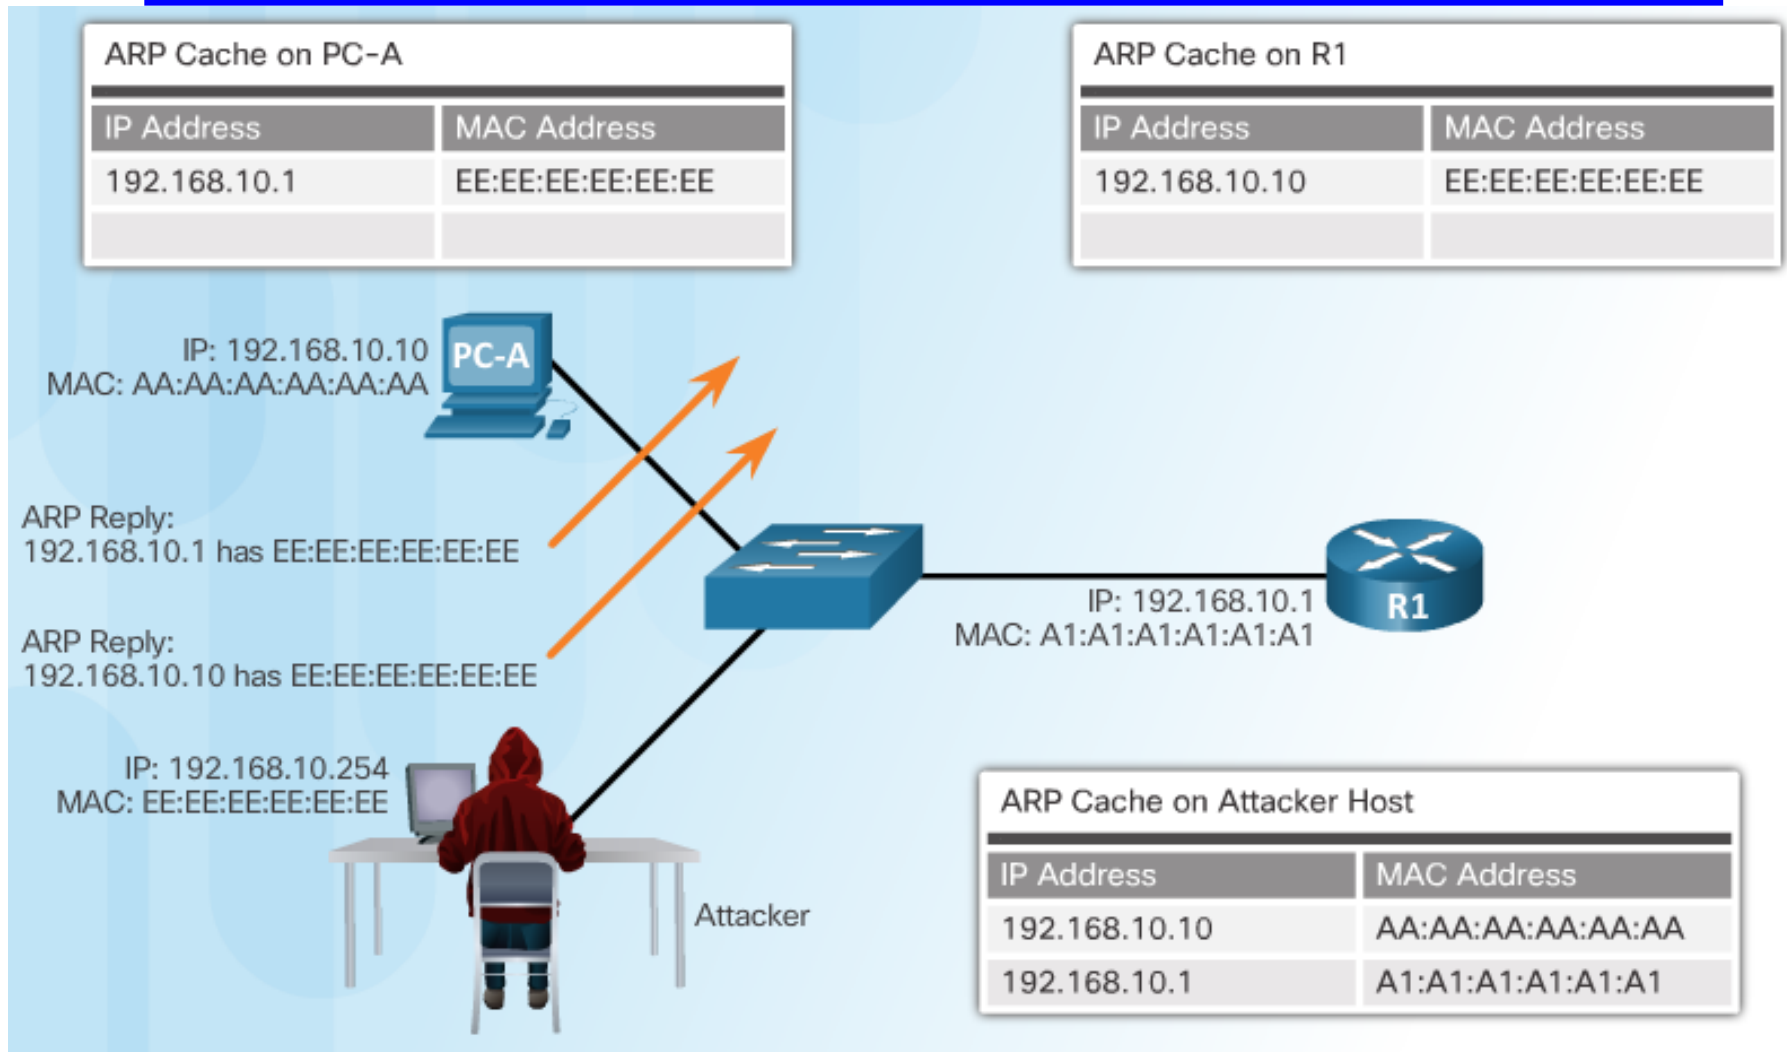 ARP Cache on PC-A
IP Address MAC Address
192.168.10.1 EE:EE:EE:EE:EE:EE
ARP Cache on R1
IP Address MAC Address
192.168.10.10 EE:EE:EE:EE:EE:EE
IP: 192.168.10.10
MAC: AA:AA:AA:AA:AA:AA
PC-A
ARP Reply:
192.168.10.1 has EE:EE:EE:EE:EE:EE
ARP Reply:
192.168.10.10 has EE:EE:EE:EE:EE:EE
IP: 192.168.10.1
MAC: A1:A1:A1:A1:A1:A1
R1
IP: 192.168.10.254
MAC: EE:EE:EE:EE:EE:EE
Attacker
ARP Cache on Attacker Host
IP Address MAC Address
192.168.10.10 AA:AA:AA:AA:AA:AA
192.168.10.1 A1:A1:A1:A1:A1:A1